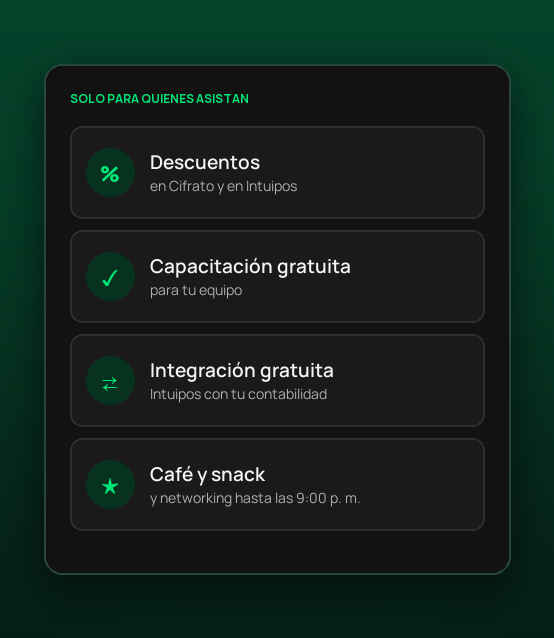 SOLO PARA QUIENES ASISTAN
%
Descuentos
en Cifrato y en Intuipos
✓
Capacitación gratuita
para tu equipo
⇄
Integración gratuita
Intuipos con tu contabilidad
★
Café y snack
y networking hasta las 9:00 p. m.